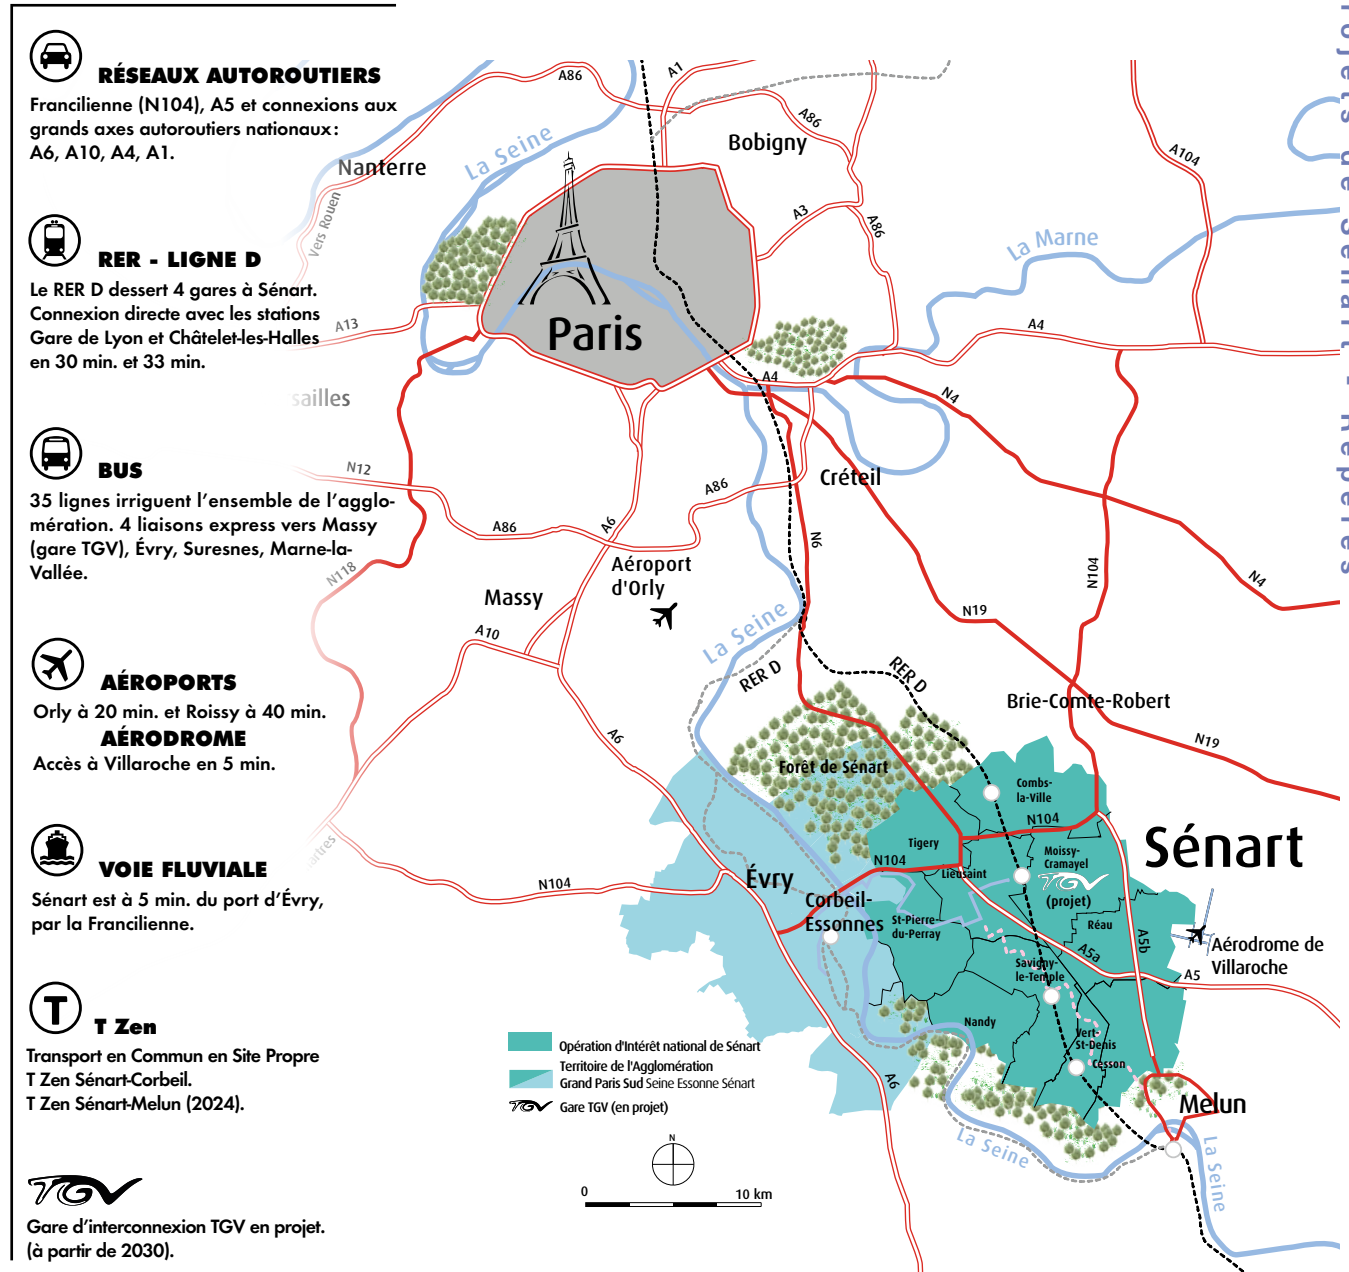 RÉSEAUX AUTOROUTIERS
Francilienne (N104), A5 et connexions aux
grands axes autoroutiers nationaux :
A6, A10, A4, A1.
RER - LIGNE D
Le RER D dessert 4 gares à Sénart.
Connexion directe avec les stations
Gare de Lyon et Châtelet-les-Halles
en 30 min. et 33 min.
BUS
35 lignes irriguent l'ensemble de l'agglo-
mération. 4 liaisons express vers Massy
(gare TGV), Évry, Suresnes, Marne-la-
Vallée.
AÉROPORTS
Orly à 20 min. et Roissy à 40 min.
AÉRODROME
Accès à Villaroche en 5 min.
VOIE FLUVIALE
Sénart est à 5 min. du port d'Évry,
par la Francilienne.
T
T Zen
Transport en Commun en Site Propre
T Zen Sénart-Corbeil.
T Zen Sénart-Melun (2024).
TGV
Gare d'interconnexion TGV en projet.
(à partir de 2030).
A86
A1
La Seine
Nanterre
Bobigny
A86
A104
Vers Rouen
A3
A86
La Marne
A13
Paris
A4
A4
N4
sailles
N12
A86
Créteil
A86
A6
N6
N118
Aéroport
d'Orly
N104
N4
Massy
A10
La Seine
N19
RER D
RER D
Brie-Comte-Robert
A6
N19
Forêt de Sénart
Combs-
la-Ville
N104
Tigery
Moissy-
Cramayel
Sénart
N104
Lieusaint
TGV
(projet)
Évry
N104
Corbeil-
Essonnes
St-Pierre-
du-Perray
Réau
A5b
A5a
Savigny-
le-Temple
A5
Aérodrome de
Villaroche
Nandy
Vert-
St-Denis
Cesson
A6
Melun
La Seine
La Seine
Opération d'Intérêt national de Sénart
Territoire de l'Agglomération
Grand Paris Sud Seine Essonne Sénart
TGV Gare TGV (en projet)
N
0 10 km
ojets de Sénart - Repères